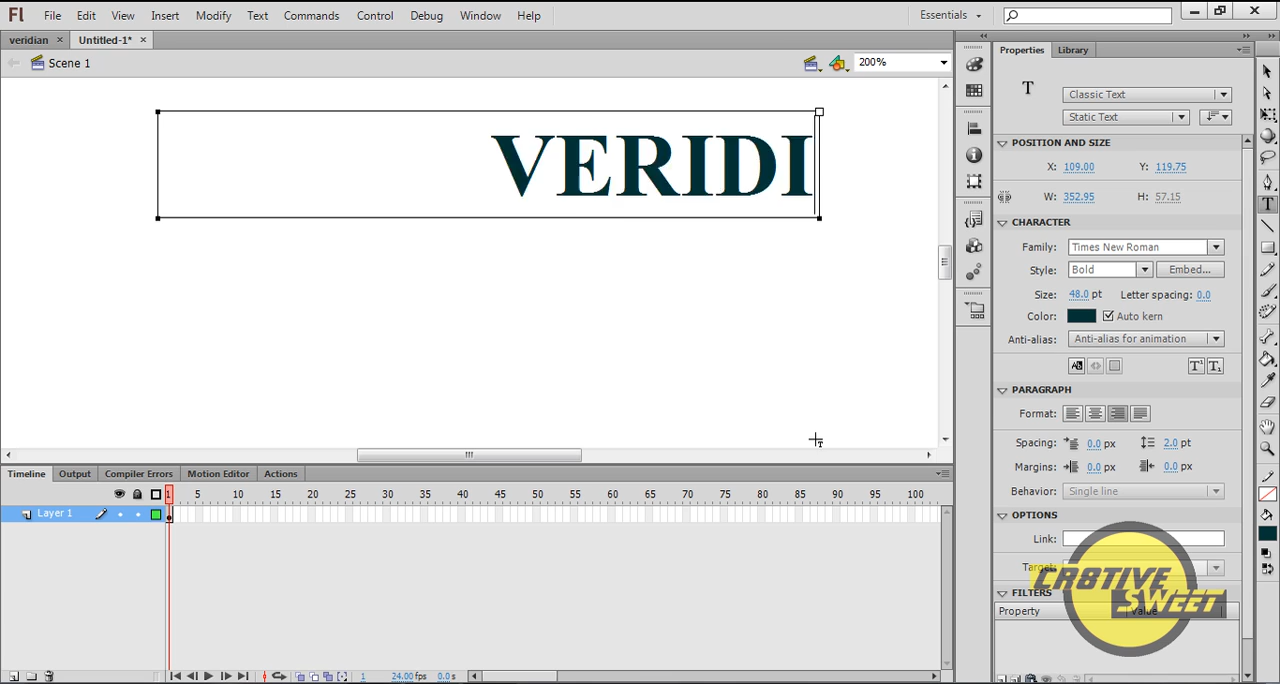 Fl File Edit View Insert Modify Text Commands Control Debug Window Help Essentials
veridian × Untitled-1* × Properties Library
Scene 1 200%
T Classic Text
Static Text
POSITION AND SIZE
X: 109.00 Y: 119.75
W: 352.95 H: 57.15
VERIDI
CHARACTER
Family: Times New Roman
Style: Bold Embed...
Size: 48.0 pt Letter spacing: 0.0
Color: Auto kern
Anti-alias: Anti-alias for animation
T¹ T₁
PARAGRAPH
Format:
Spacing: 0.0 px 2.0 pt
Margins: 0.0 px 0.0 px
Behavior: Single line
OPTIONS
Link:
Target:
FILTERS
Property Value
CR8TIVE
SWEET
Timeline Output Compiler Errors Motion Editor Actions
1 5 10 15 20 25 30 35 40 45 50 55 60 65 70 75 80 85 90 95 100
Layer 1
1 24.00 fps 0.0 s